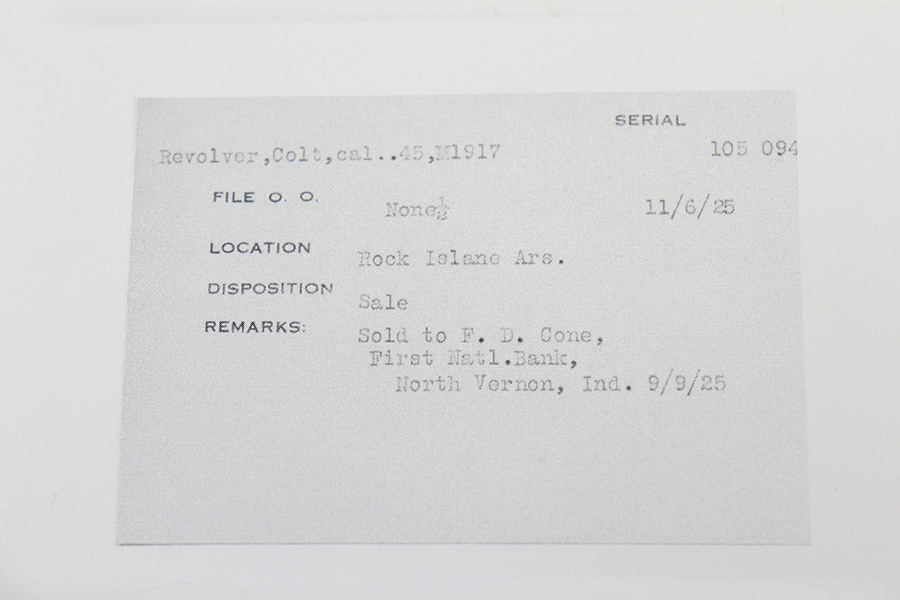 SERIAL
Revolver,Colt,cal..45,M1917 105 094
FILE O. O. None½ 11/6/25
LOCATION Rock Islane Ars.
DISPOSITION Sale
REMARKS: Sold to F. D. Cone,
First Natl.Bank,
North Vernon, Ind. 9/9/25